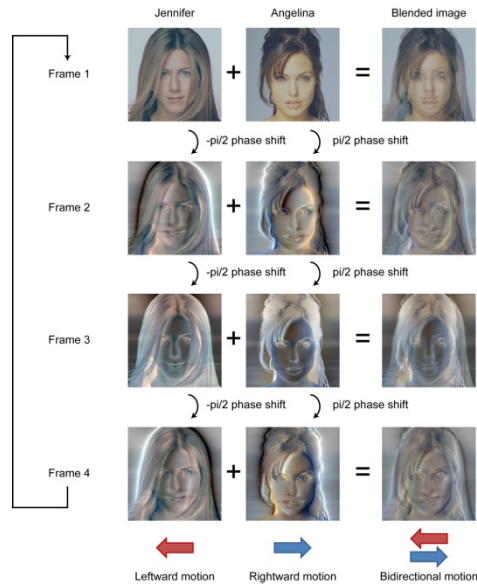 Jennifer Angelina Blended image
Frame 1 + =
-pi/2 phase shift pi/2 phase shift
Frame 2 + =
-pi/2 phase shift pi/2 phase shift
Frame 3 + =
-pi/2 phase shift pi/2 phase shift
Frame 4 + =
Leftward motion Rightward motion Bidirectional motion